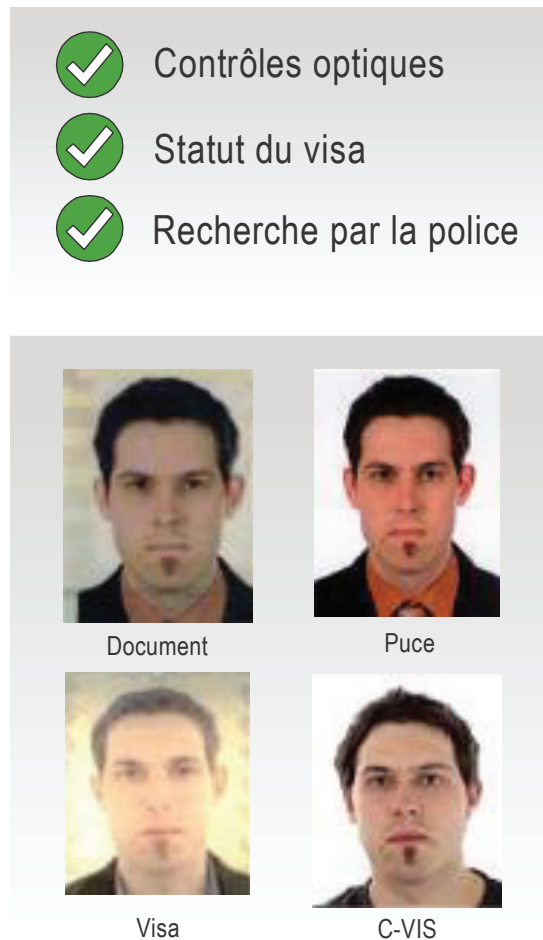 Contrôles optiques
Statut du visa
Recherche par la police
Document
Puce
Visa
C-VIS